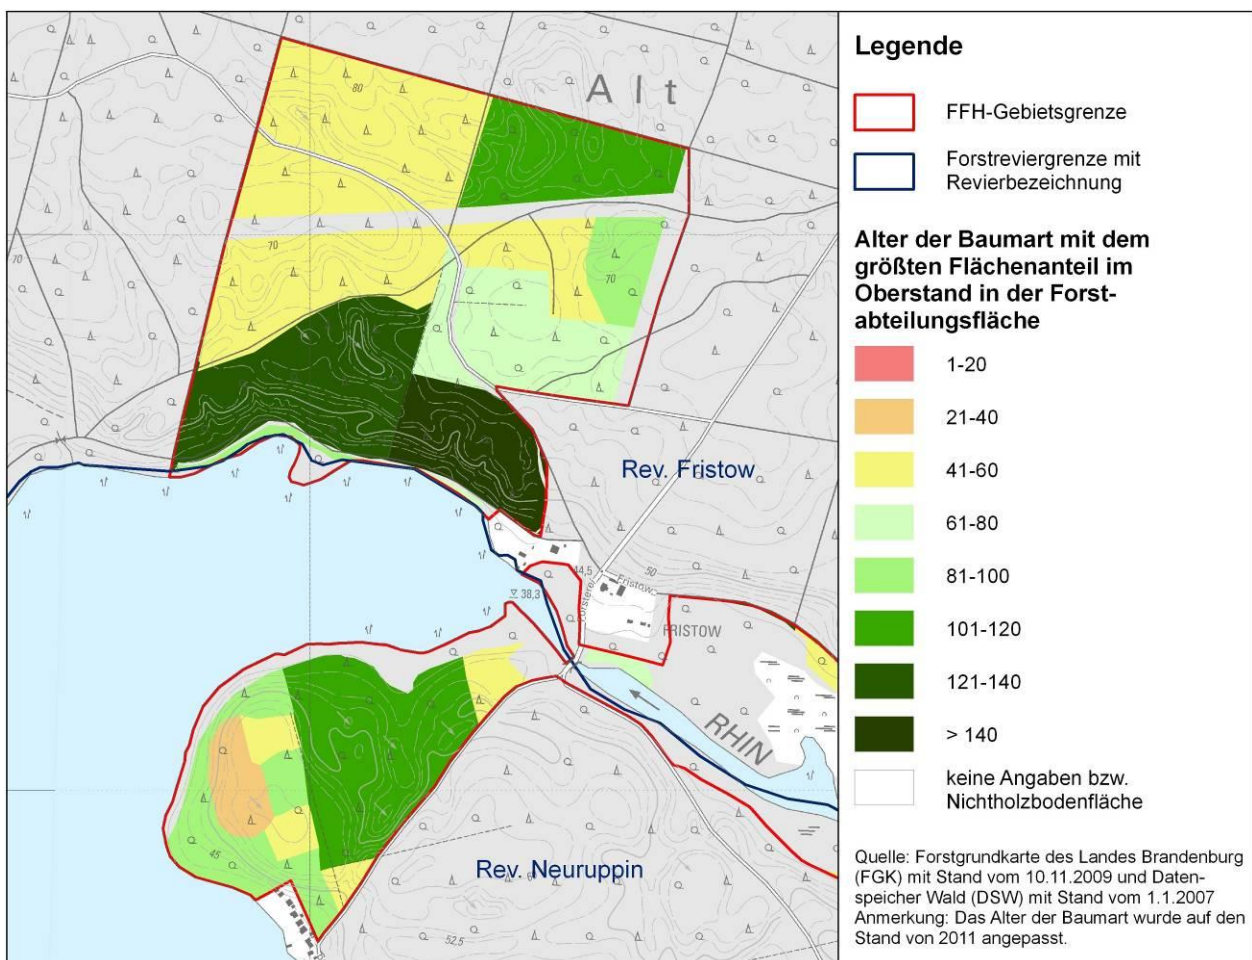 Alt
80
70
70
70
Rev. Fristow
44,5
Fristow
50
38,3
Försterei
FRISTOW
RHIN
45
Rev. Neuruppin
52,5
Legende
FFH-Gebietsgrenze
Forstreviergrenze mit
Revierbezeichnung
Alter der Baumart mit dem
größten Flächenanteil im
Oberstand in der Forst-
abteilungsfläche
1-20
21-40
41-60
61-80
81-100
101-120
121-140
> 140
keine Angaben bzw.
Nichtholzbodenfläche
Quelle: Forstgrundkarte des Landes Brandenburg
(FGK) mit Stand vom 10.11.2009 und Daten-
speicher Wald (DSW) mit Stand vom 1.1.2007
Anmerkung: Das Alter der Baumart wurde auf den
Stand von 2011 angepasst.